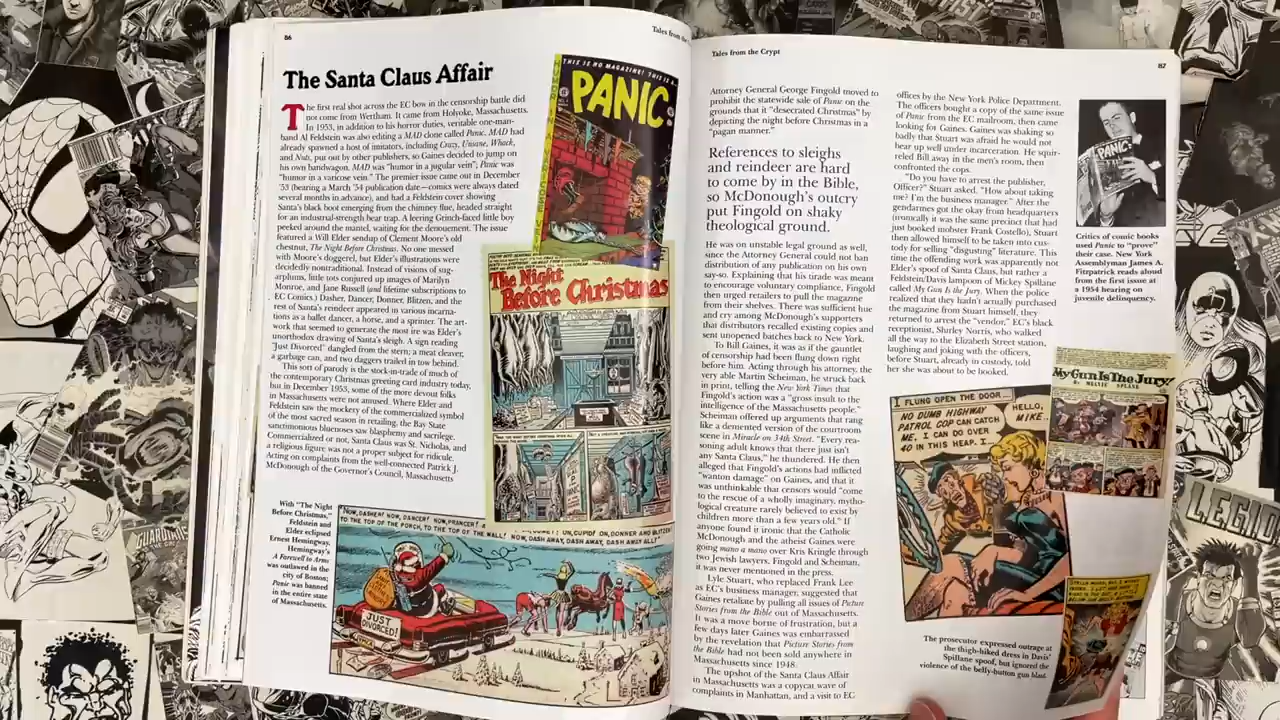 86
Tales from the
The Santa Claus Affair
The first real shot across the EC bow in the censorship battle did
not come from Wertham. It came from Holyoke, Massachusetts.
In 1953, in addition to his horror duties, veritable one-man-
band Al Feldstein was also editing a MAD clone called Panic. MAD had
already spawned a host of imitators, including Crazy, Unsane, Whack,
and Nuts, put out by other publishers, so Gaines decided to jump on
his own bandwagon. MAD was "humor in a jugular vein"; Panic was
"humor in a varicose vein." The premier issue came out in December
'53 (bearing a March '54 publication date—comics were always dated
several months in advance), and had a Feldstein cover showing
Santa's black boot emerging from the chimney flue, headed straight
for an industrial-strength bear trap. A leering Grinch-faced little boy
peeked around the mantel, waiting for the denouement. The issue
featured a Will Elder sendup of Clement Moore's old
chestnut, The Night Before Christmas. No one messed
with Moore's doggerel, but Elder's illustrations were
decidedly nontraditional. Instead of visions of sug-
arplums, little tots conjured up images of Marilyn
Monroe, and Jane Russell (and lifetime subscriptions to
EC Comics.) Dasher, Dancer, Donner, Blitzen, and the
rest of Santa's reindeer appeared in various incarna-
tions as a ballet dancer, a horse, and a sprinter. The art-
work that seemed to generate the most ire was Elder's
unorthodox drawing of Santa's sleigh. A sign reading
"Just Divorced" dangled from the stern; a meat cleaver,
a garbage can, and two daggers trailed in tow behind.
This sort of parody is the stock-in-trade of much of
the contemporary Christmas greeting card industry today,
but in December 1953, some of the more devout folks
in Massachusetts were not amused. Where Elder and
Feldstein saw the mockery of the commercialized symbol
of the most sacred season in retailing, the Bay State
sanctimonious bluenoses saw blasphemy and sacrilege.
Commercialized or not, Santa Claus was St. Nicholas, and
a religious figure was not a proper subject for ridicule.
Acting on complaints from the well-connected Patrick J.
McDonough of the Governor's Council, Massachusetts
With "The Night
Before Christmas,"
Feldstein and
Elder eclipsed
Ernest Hemingway.
Hemingway's
A Farewell to Arms
was outlawed in the
city of Boston;
Panic was banned
in the entire state
of Massachusetts.
THIS IS NO MAGAZINE! THIS IS A...
PANIC
The Night
Before Christmas
NOW, DASHER! NOW, DANCER! NOW, PRANCER!
TO THE TOP OF THE PORCH, TO THE TOP OF THE WALL!
CUPID! ON, DONNER AND BLITZEN!
NOW, DASH AWAY, DASH AWAY, DASH AWAY ALL!
JUST
DIVORCED!
Tales from the Crypt
87
Attorney General George Fingold moved to
prohibit the statewide sale of Panic on the
grounds that it "desecrated Christmas" by
depicting the night before Christmas in a
"pagan manner."
References to sleighs
and reindeer are hard
to come by in the Bible,
so McDonough's outcry
put Fingold on shaky
theological ground.
He was on unstable legal ground as well,
since the Attorney General could not ban
distribution of any publication on his own
say-so. Explaining that his tirade was meant
to encourage voluntary compliance, Fingold
then urged retailers to pull the magazine
from their shelves. There was sufficient hue
and cry among McDonough's supporters
that distributors recalled existing copies and
sent unopened batches back to New York.
To Bill Gaines, it was as if the gauntlet
of censorship had been flung down right
before him. Acting through his attorney, the
very able Martin Scheiman, he struck back
in print, telling the New York Times that
Fingold's action was a "gross insult to the
intelligence of the Massachusetts people."
Scheiman offered up arguments that rank
like a demented version of the courtroom
scene in Miracle on 34th Street. "Every rea-
soning adult knows that there just isn't
any Santa Claus," he thundered. He then
alleged that Fingold's actions had inflicted
"wanton damage" on Gaines, and that it
was unthinkable that censors would "come
to the rescue of a wholly imaginary, mytho-
logical creature rarely believed to exist by
children more than a few years old." If
anyone found it ironic that the Catholic
McDonough and the atheist Gaines were
going mano a mano over Kris Kringle through
two Jewish lawyers, Fingold and Scheiman,
it was never mentioned in the press.
Lyle Stuart, who replaced Frank Lee
as EC's business manager, suggested that
Gaines retaliate by pulling all issues of Picture
Stories from the Bible out of Massachusetts.
It was a move borne of frustration, but a
few days later Gaines was embarrassed
by the revelation that Picture Stories from
the Bible had not been sold anywhere in
Massachusetts since 1948.
The upshot of the Santa Claus Affair
in Massachusetts was a copycat wave of
complaints in Manhattan, and a visit to EC
offices by the New York Police Department.
The officers bought a copy of the same issue
of Panic from the EC mailroom, then came
looking for Gaines. Gaines was shaking so
badly that Stuart was afraid he would not
bear up well under incarceration. He squir-
reled Bill away in the men's room, then
confronted the cops.
"Do you have to arrest the publisher,
Officer?" Stuart asked. "How about taking
me? I'm the business manager." After the
gendarmes got the okay from headquarters
(ironically it was the same precinct that had
just booked mobster Frank Costello), Stuart
then allowed himself to be taken into cus-
tody for selling "disgusting" literature. This
time the offending work was apparently not
Elder's spoof of Santa Claus, but rather a
Feldstein/Davis lampoon of Mickey Spillane
called My Gun Is the Jury. When the police
realized that they hadn't actually purchased
the magazine from Stuart himself, they
returned to arrest the "vendor," EC's black
receptionist, Shirley Norris, who walked
all the way to the Elizabeth Street station,
laughing and joking with the officers,
before Stuart, already in custody, told
her she was about to be booked.
PANIC
Critics of comic books
used Panic to "prove"
their case. New York
Assemblyman James A.
Fitzpatrick reads aloud
from the first issue at
a 1954 hearing on
juvenile delinquency.
My Gun Is The Jury!
BY MELVIE SPLANE
I FLUNG OPEN THE DOOR...
NO DUMB HIGHWAY
PATROL COP CAN CATCH
ME. I CAN DO OVER
40 IN THIS HEAP. I...
HELLO,
MIKE..
The prosecutor expressed outrage at
the thigh-hiked dress in Davis'
Spillane spoof, but ignored the
violence of the belly-button gun blast.